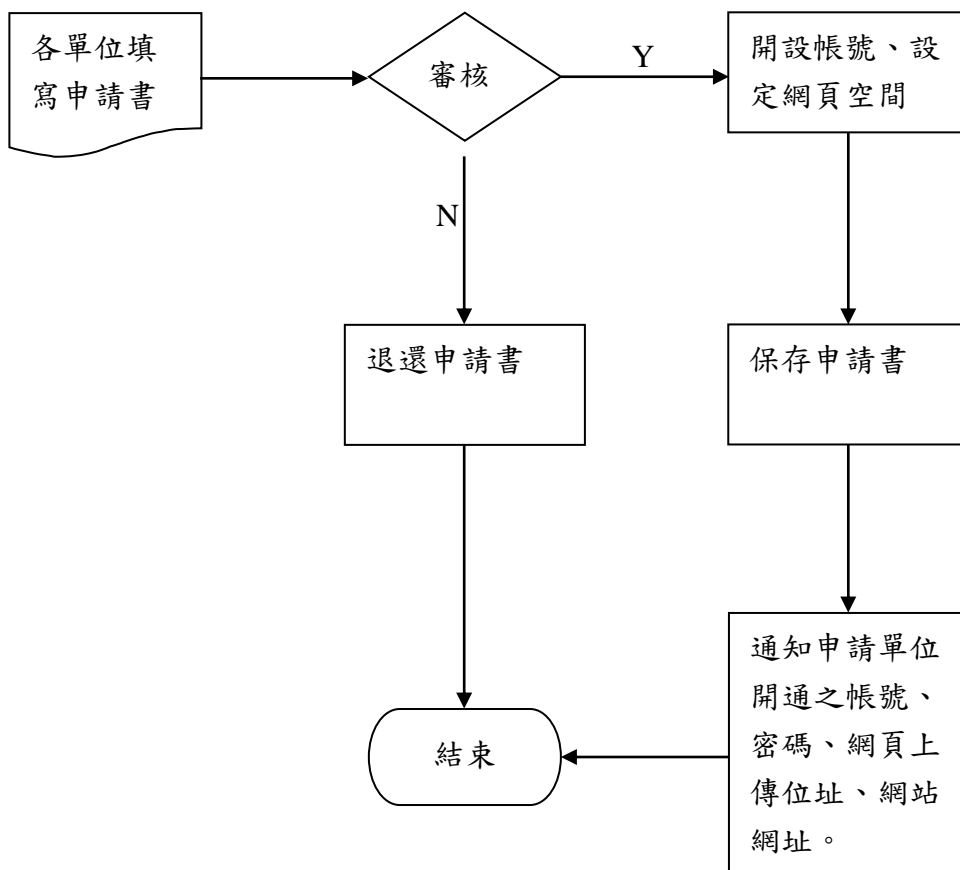 各單位填
寫申請書
審核
Y
開設帳號、設
定網頁空間
N
退還申請書
保存申請書
通知申請單位
開通之帳號、
密碼、網頁上
傳位址、網站
網址。
結束